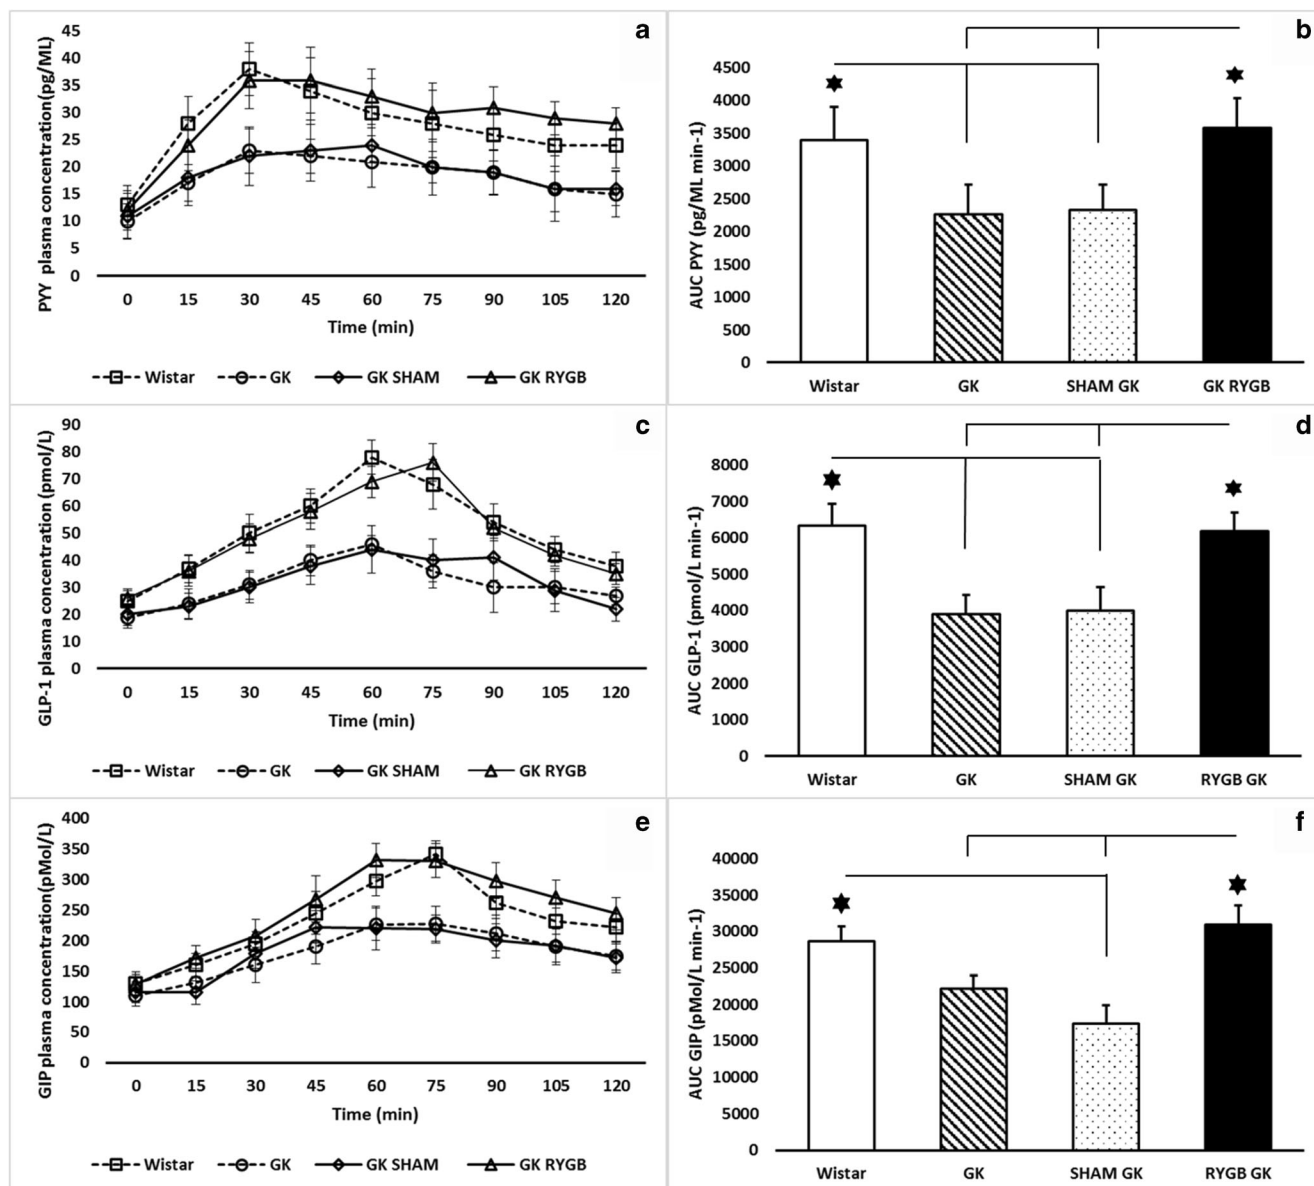 a
PYY plasma concentration(pg/ML)
45
40
35
30
25
20
15
10
5
0
0 15 30 45 60 75 90 105 120
Time (min)
Wistar GK GK SHAM GK RYGB
b
AUC PYY (pg/ML min-1)
4500
4000
3500
3000
2500
2000
1500
1000
500
0
Wistar GK SHAM GK GK RYGB
c
GLP-1 plasma concentration (pmol/L)
90
80
70
60
50
40
30
20
10
0
0 15 30 45 60 75 90 105 120
Time (min)
Wistar GK GK SHAM GK RYGB
d
AUC GLP-1 (pmol/L min-1)
8000
7000
6000
5000
4000
3000
2000
1000
0
Wistar GK SHAM GK RYGB GK
e
GIP plasma concentration(pMol/L)
400
350
300
250
200
150
100
50
0
0 15 30 45 60 75 90 105 120
Time (min)
Wistar GK GK SHAM GK RYGB
f
AUC GIP (pMol/L min-1)
40000
35000
30000
25000
20000
15000
10000
5000
0
Wistar GK SHAM GK RYGB GK